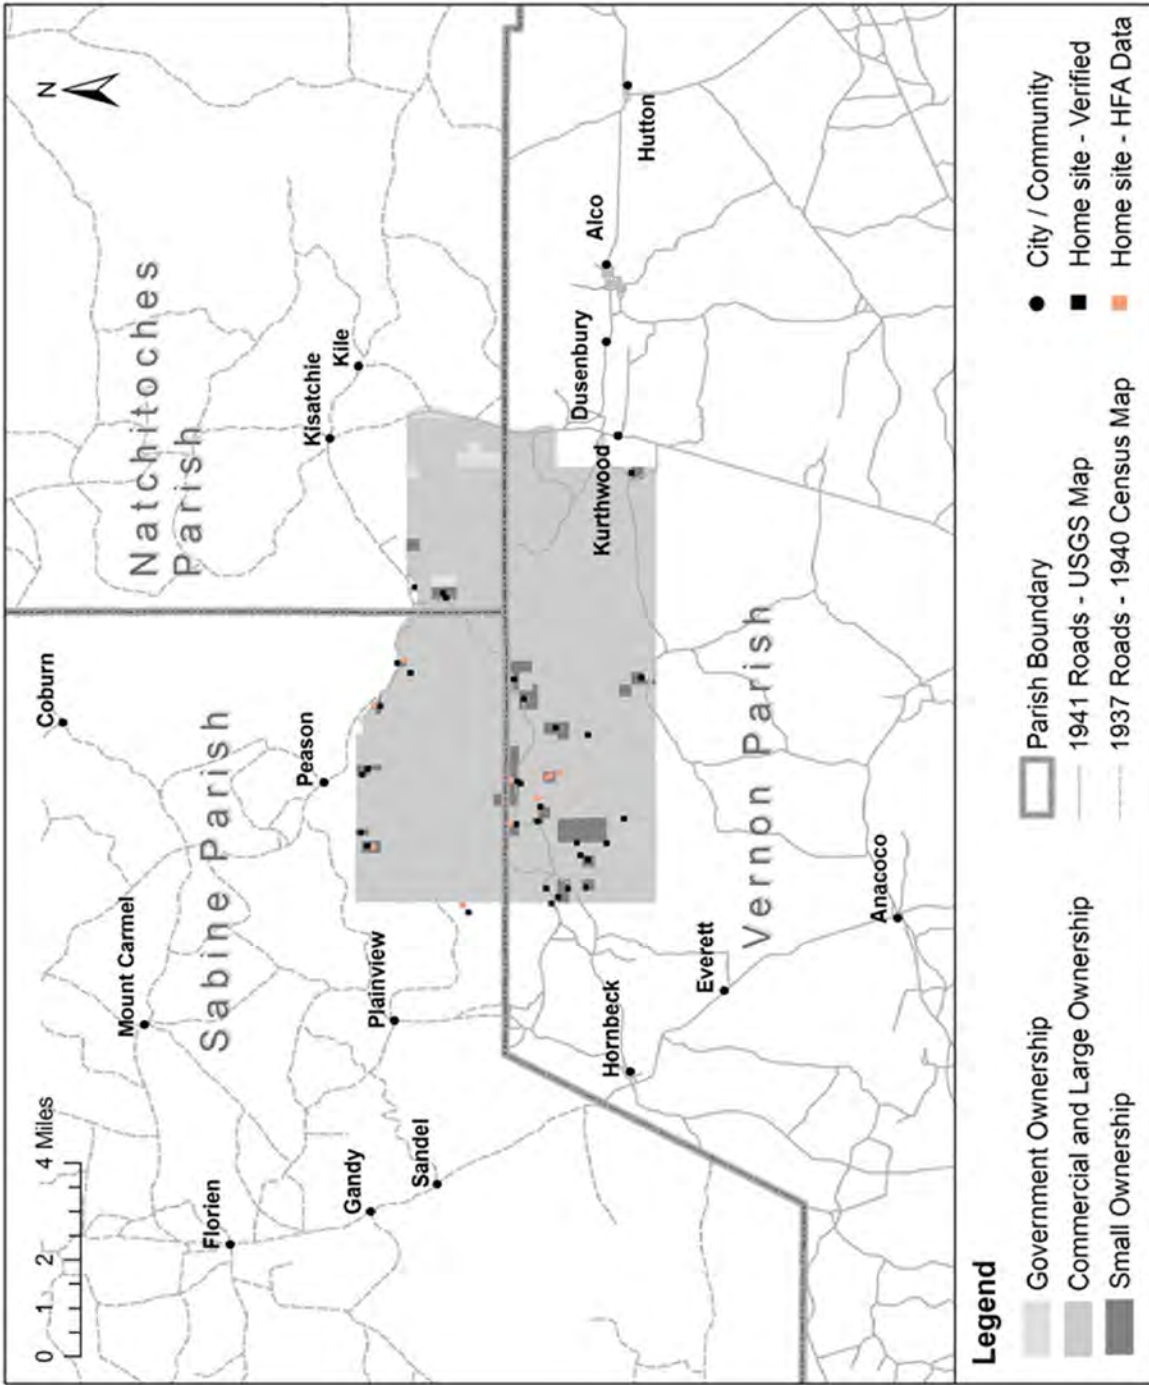 0 1 2 4 Miles
N
Coburn
Natchitoches
Parish
Mount Carmel
Florien
Sabine Parish
Peason
Kisatchie
Kile
Gandy
Plainview
Sandel
Dusenbury
Alco
Hutton
Kurthwood
Hornbeck
Everett
Vernon Parish
Anacoco
Legend
Government Ownership
Commercial and Large Ownership
Small Ownership
Parish Boundary
1941 Roads - USGS Map
1937 Roads - 1940 Census Map
City / Community
Home site - Verified
Home site - HFA Data